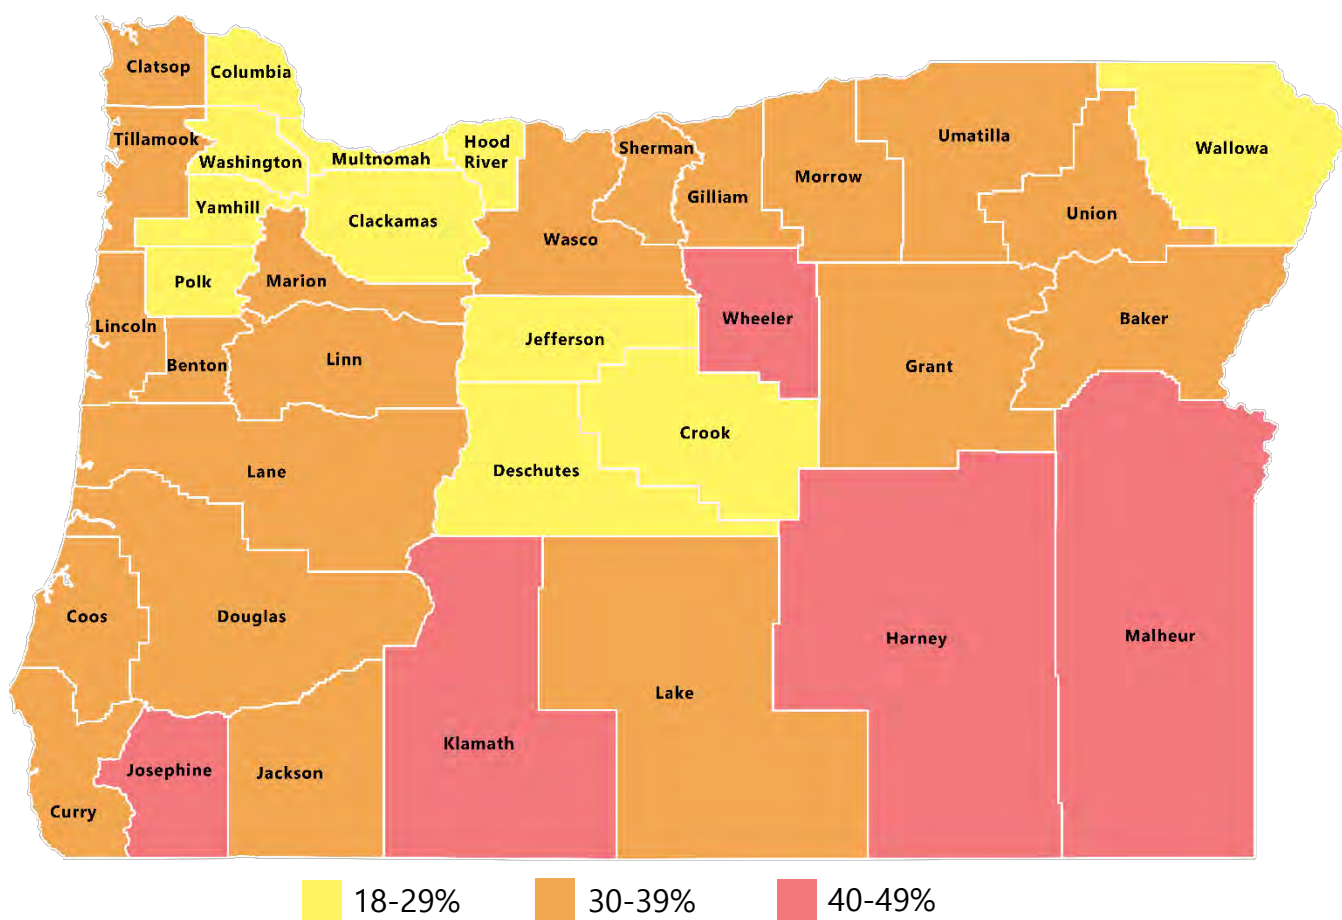 Clatsop
Columbia
Tillamook
Washington
Multnomah
Hood
River
Sherman
Umatilla
Wallowa
Yamhill
Clackamas
Gilliam
Morrow
Union
Wasco
Polk
Marion
Lincoln
Wheeler
Baker
Jefferson
Benton
Linn
Grant
Crook
Lane
Deschutes
Coos
Douglas
Harney
Malheur
Lake
Klamath
Josephine
Jackson
Curry
18-29%
30-39%
40-49%